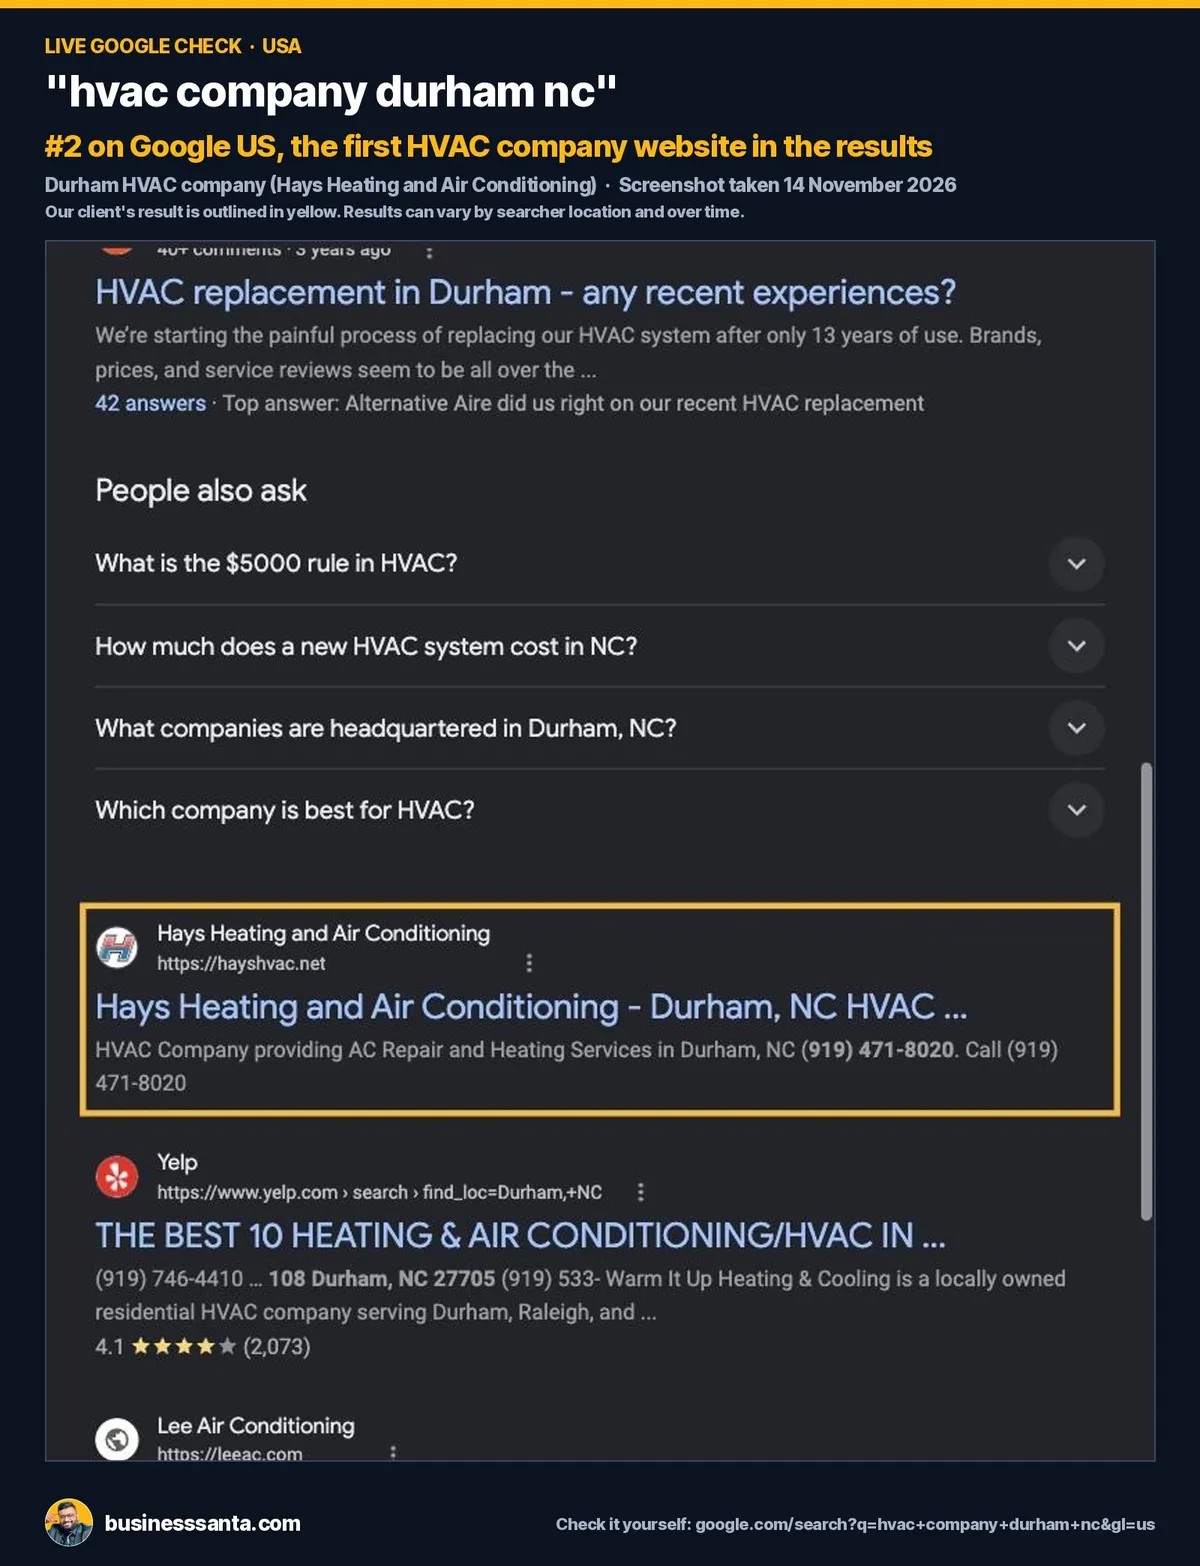 LIVE GOOGLE CHECK · USA
"hvac company durham nc"
#2 on Google US, the first HVAC company website in the results
Durham HVAC company (Hays Heating and Air Conditioning) · Screenshot taken 14 November 2026
Our client's result is outlined in yellow. Results can vary by searcher location and over time.
40+ comments · 3 years ago
HVAC replacement in Durham - any recent experiences?
We're starting the painful process of replacing our HVAC system after only 13 years of use. Brands,
prices, and service reviews seem to be all over the ...
42 answers · Top answer: Alternative Aire did us right on our recent HVAC replacement
People also ask
What is the $5000 rule in HVAC?
How much does a new HVAC system cost in NC?
What companies are headquartered in Durham, NC?
Which company is best for HVAC?
Hays Heating and Air Conditioning
https://hayshvac.net
Hays Heating and Air Conditioning - Durham, NC HVAC ...
HVAC Company providing AC Repair and Heating Services in Durham, NC (919) 471-8020. Call (919)
471-8020
Yelp
https://www.yelp.com › search › find_loc=Durham,+NC
THE BEST 10 HEATING & AIR CONDITIONING/HVAC IN ...
(919) 746-4410 ... 108 Durham, NC 27705 (919) 533- Warm It Up Heating & Cooling is a locally owned
residential HVAC company serving Durham, Raleigh, and ...
4.1 ★★★★★ (2,073)
Lee Air Conditioning
https://leeac.com
businesssanta.com
Check it yourself: google.com/search?q=hvac+company+durham+nc&gl=us